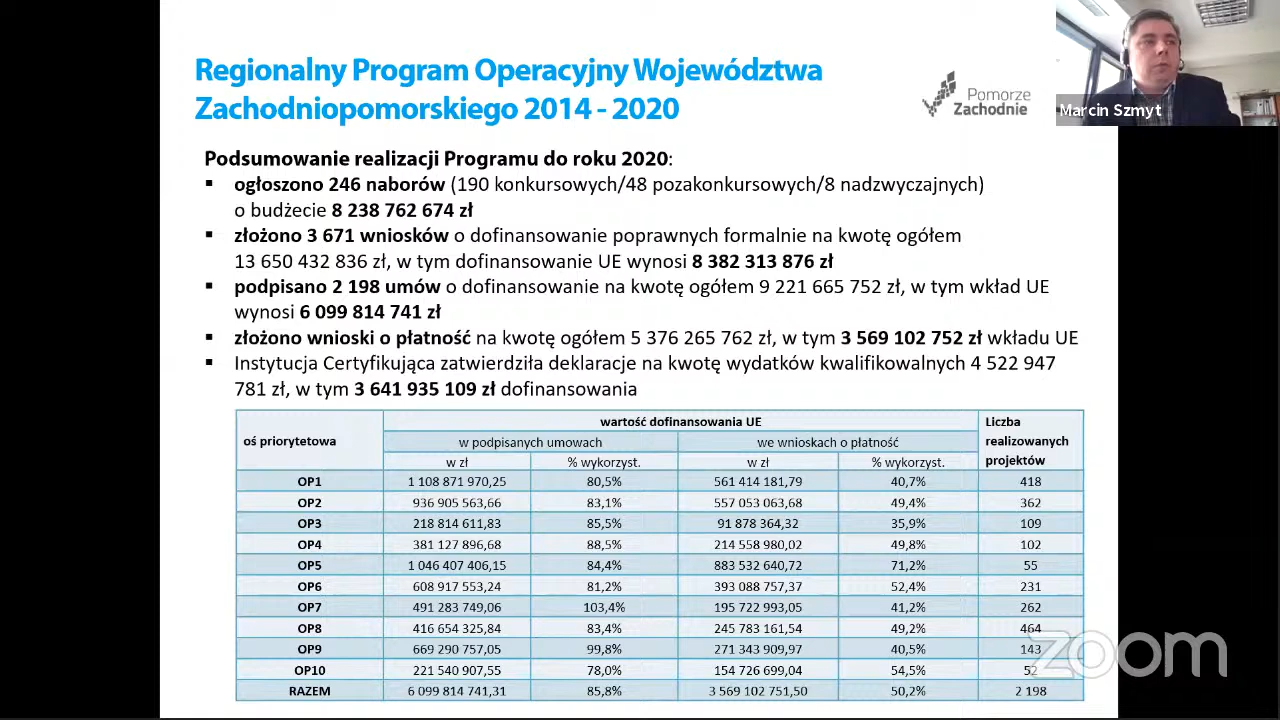 Regionalny Program Operacyjny Województwa
Zachodniopomorskiego 2014 - 2020
Pomorze
Zachodnie
Marcin Szmyt
Podsumowanie realizacji Programu do roku 2020:
▪ ogłoszono 246 naborów (190 konkursowych/48 pozakonkursowych/8 nadzwyczajnych)
o budżecie 8 238 762 674 zł
▪ złożono 3 671 wniosków o dofinansowanie poprawnych formalnie na kwotę ogółem
13 650 432 836 zł, w tym dofinansowanie UE wynosi 8 382 313 876 zł
▪ podpisano 2 198 umów o dofinansowanie na kwotę ogółem 9 221 665 752 zł, w tym wkład UE
wynosi 6 099 814 741 zł
▪ złożono wnioski o płatność na kwotę ogółem 5 376 265 762 zł, w tym 3 569 102 752 zł wkładu UE
▪ Instytucja Certyfikująca zatwierdziła deklaracje na kwotę wydatków kwalifikowalnych 4 522 947
781 zł, w tym 3 641 935 109 zł dofinansowania
oś priorytetowa wartość dofinansowania UE Liczba realizowanych projektów
w podpisanych umowach we wnioskach o płatność
w zł % wykorzyst. w zł % wykorzyst.
OP1 1 108 871 970,25 80,5% 561 414 181,79 40,7% 418
OP2 936 905 563,66 83,1% 557 053 063,68 49,4% 362
OP3 218 814 611,83 85,5% 91 878 364,32 35,9% 109
OP4 381 127 896,68 88,5% 214 558 980,02 49,8% 102
OP5 1 046 407 406,15 84,4% 883 532 640,72 71,2% 55
OP6 608 917 553,24 81,2% 393 088 757,37 52,4% 231
OP7 491 283 749,06 103,4% 195 722 993,05 41,2% 262
OP8 416 654 325,84 83,4% 245 783 161,54 49,2% 464
OP9 669 290 757,05 99,8% 271 343 909,97 40,5% 143
OP10 221 540 907,55 78,0% 154 726 699,04 54,5% 52
RAZEM 6 099 814 741,31 85,8% 3 569 102 751,50 50,2% 2 198
zoom